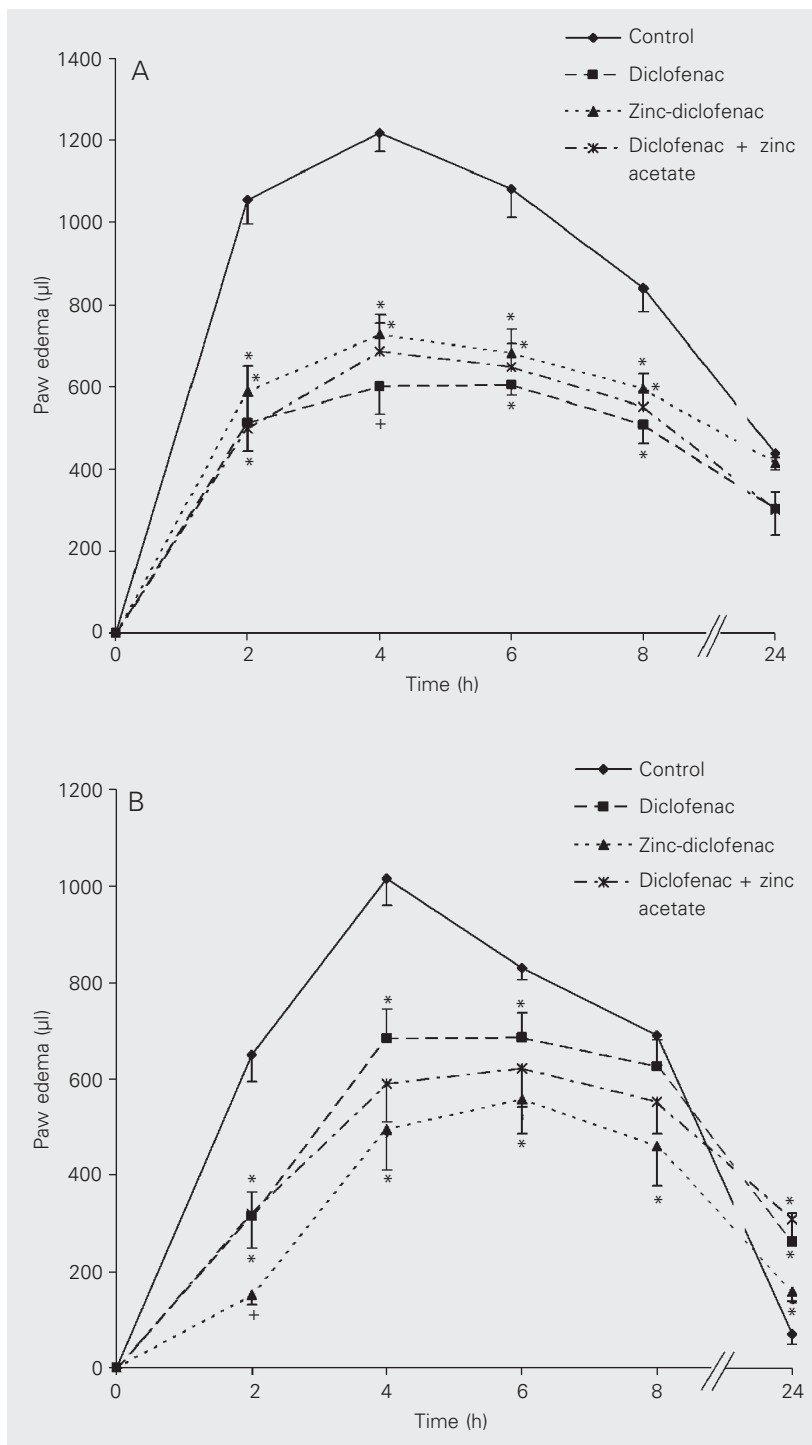 A
Control
Diclofenac
Zinc-diclofenac
Diclofenac + zinc
acetate
1400
1200
1000
800
600
400
200
0
Paw edema (µl)
* * * * * * * *
* + * *
0 2 4 6 8 24
Time (h)
B
Control
Diclofenac
Zinc-diclofenac
Diclofenac + zinc
acetate
1200
1000
800
600
400
200
0
Paw edema (µl)
* * * *
* + * * * * *
0 2 4 6 8 24
Time (h)